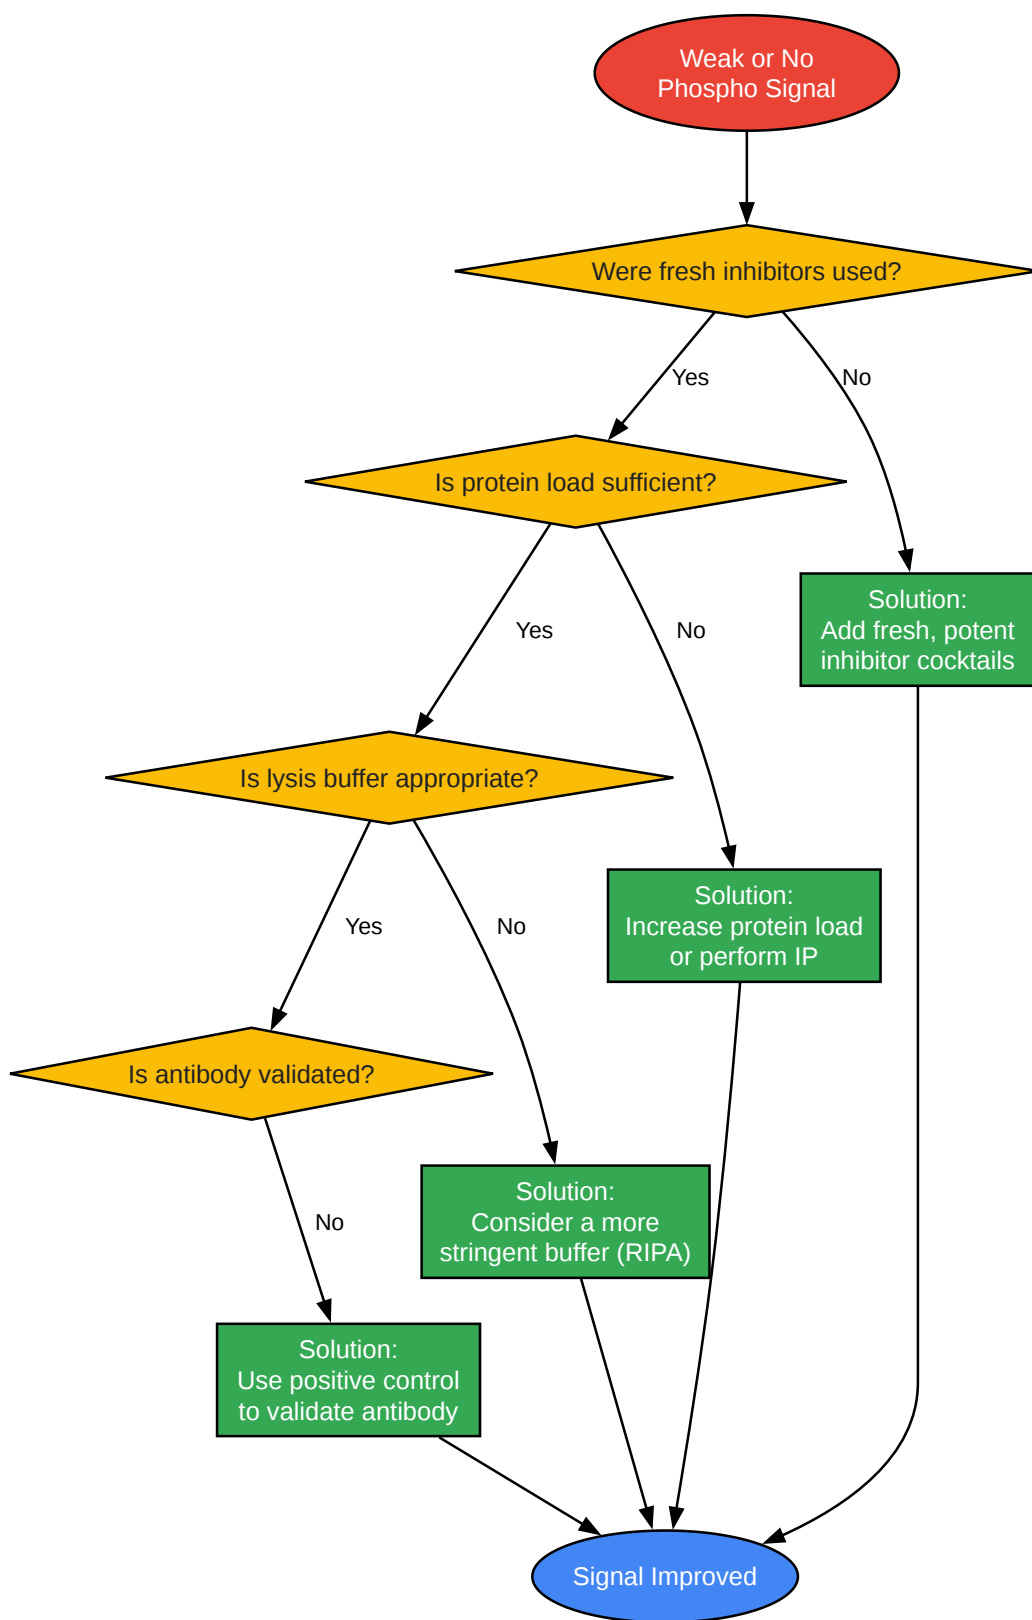 Weak or No
Phospho Signal
Were fresh inhibitors used?
Yes
No
Is protein load sufficient?
Solution:
Add fresh, potent
inhibitor cocktails
Yes
No
Is lysis buffer appropriate?
Solution:
Increase protein load
or perform IP
Yes
No
Is antibody validated?
Solution:
Consider a more
stringent buffer (RIPA)
No
Solution:
Use positive control
to validate antibody
Signal Improved